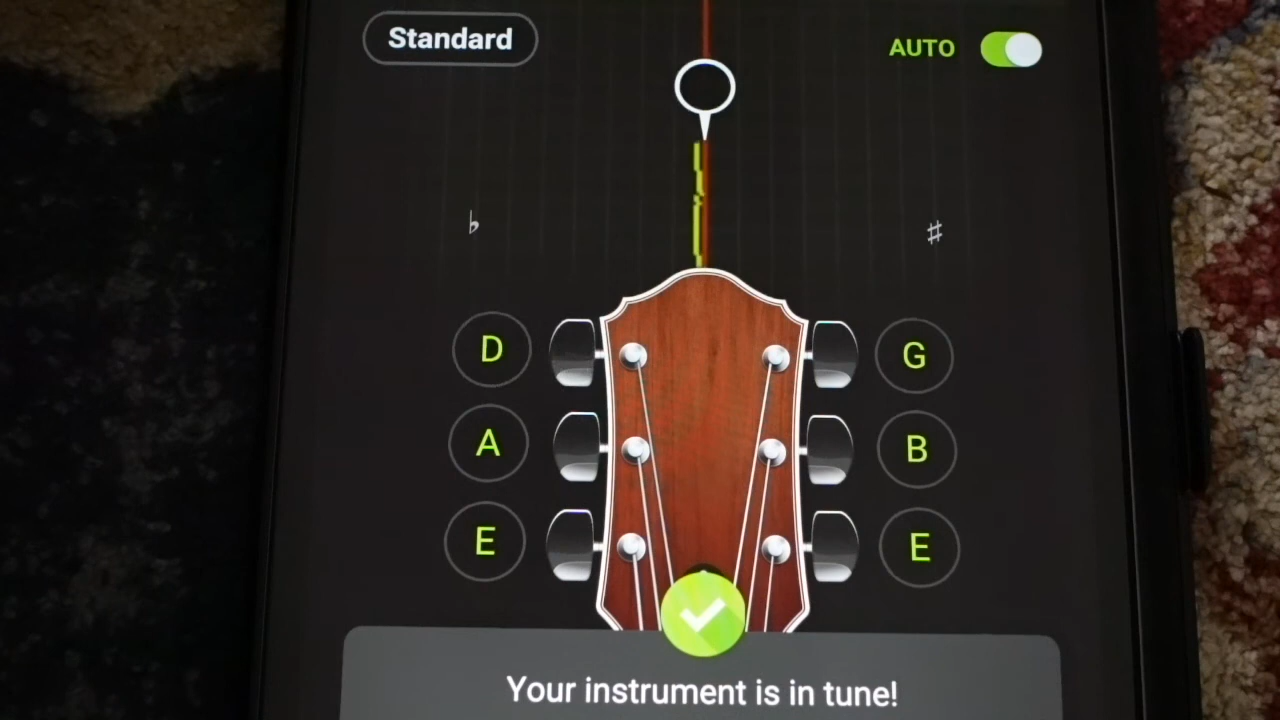 Standard
AUTO
♭
♯
D
G
A
B
E
E
Your instrument is in tune!